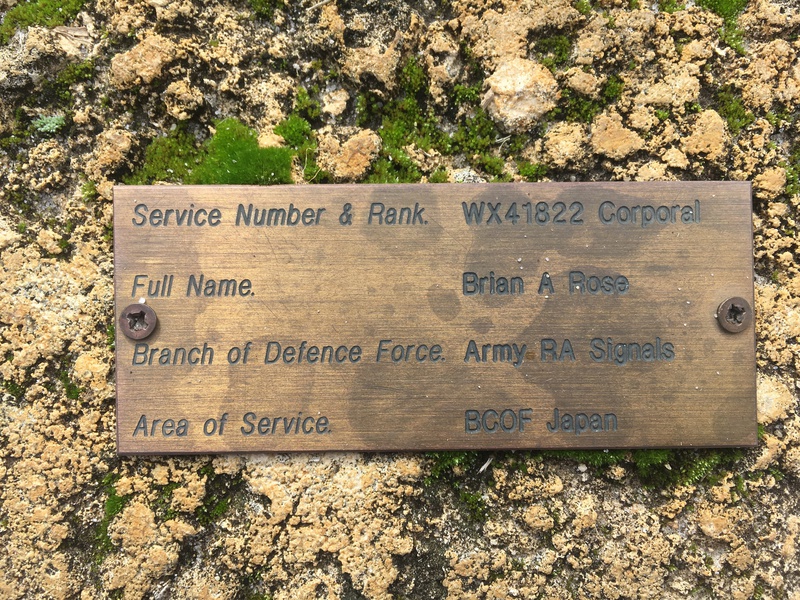 Service Number & Rank. WX41822 Corporal
Full Name. Brian A Rose
Branch of Defence Force. Army RA Signals
Area of Service. BCOF Japan